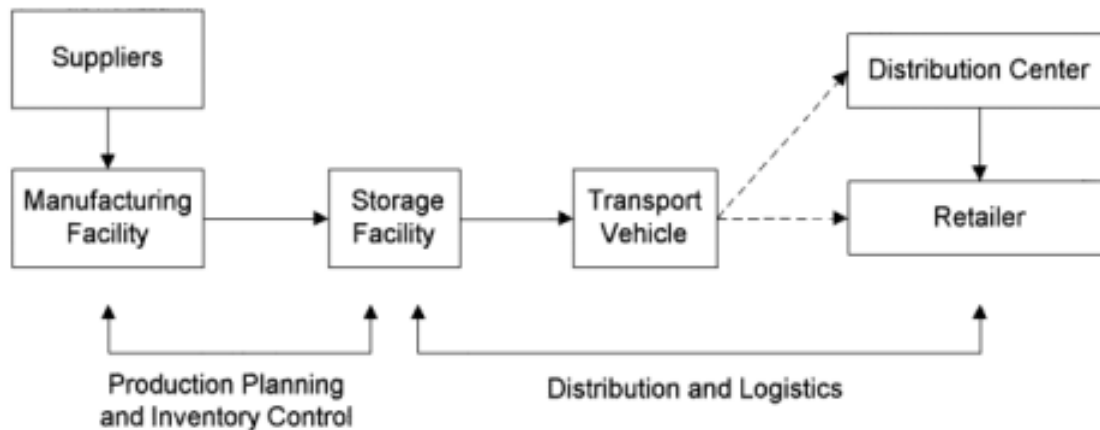 Suppliers
Distribution Center
Manufacturing
Facility
Storage
Facility
Transport
Vehicle
Retailer
Production Planning
and Inventory Control
Distribution and Logistics